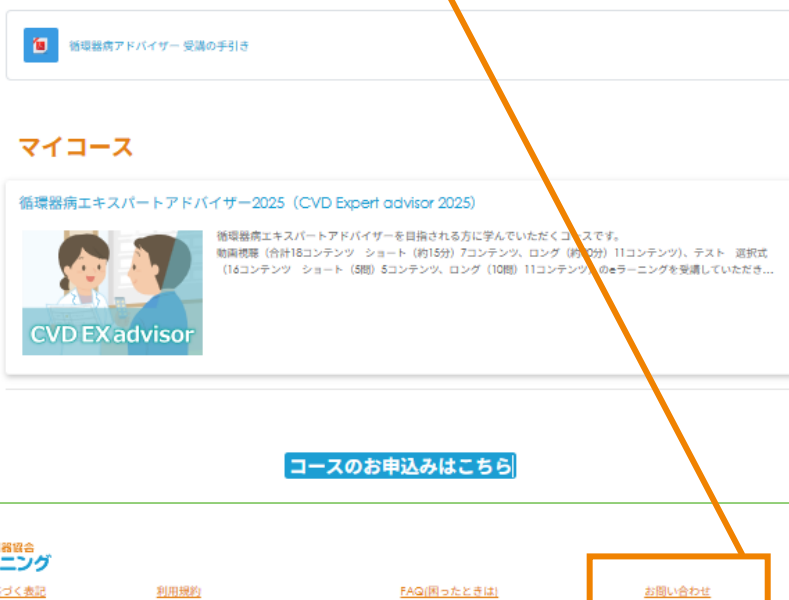 循環器病アドバイザー 受講の手引き
マイコース
循環器病エキスパートアドバイザー2025（CVD Expert advisor 2025）
循環器病エキスパートアドバイザーを目指される方に学んでいただくコースです。
動画視聴（合計18コンテンツ　ショート（約15分）7コンテンツ、ロング（約 0分）11コンテンツ）、テスト　選択式
（16コンテンツ　ショート（5問）5コンテンツ、ロング（10問）11コンテンツ）のeラーニングを受講していただき...
CVD EX advisor
コースのお申込みはこちら
器協会
ニング
づく表記
利用規約
FAQ(困ったときは)
お問い合わせ